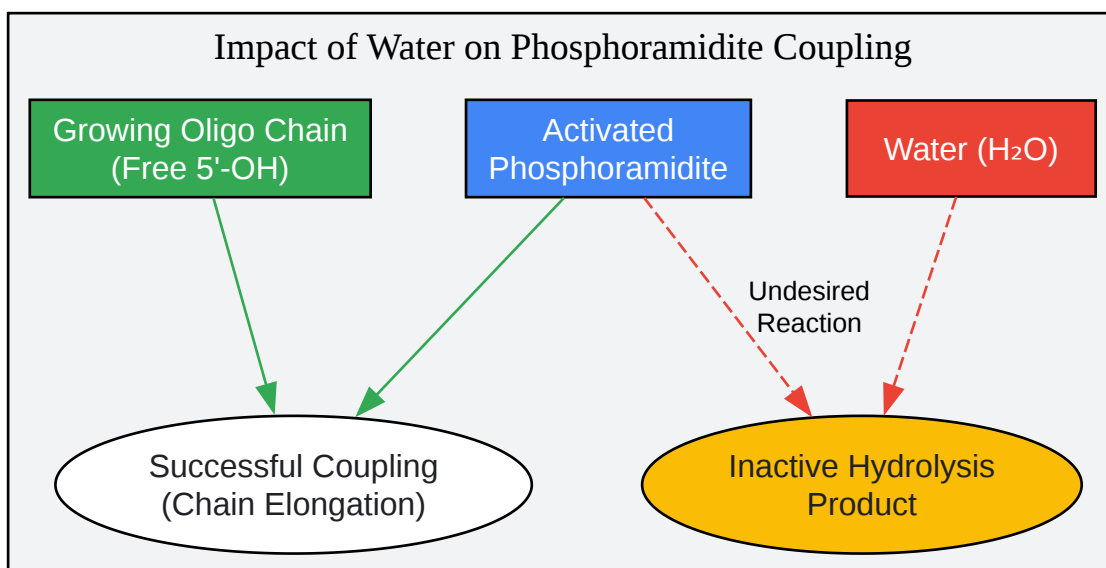 Impact of Water on Phosphoramidite Coupling
Growing Oligo Chain
(Free 5'-OH)
Activated
Phosphoramidite
Water (H₂O)
Undesired
Reaction
Successful Coupling
(Chain Elongation)
Inactive Hydrolysis
Product